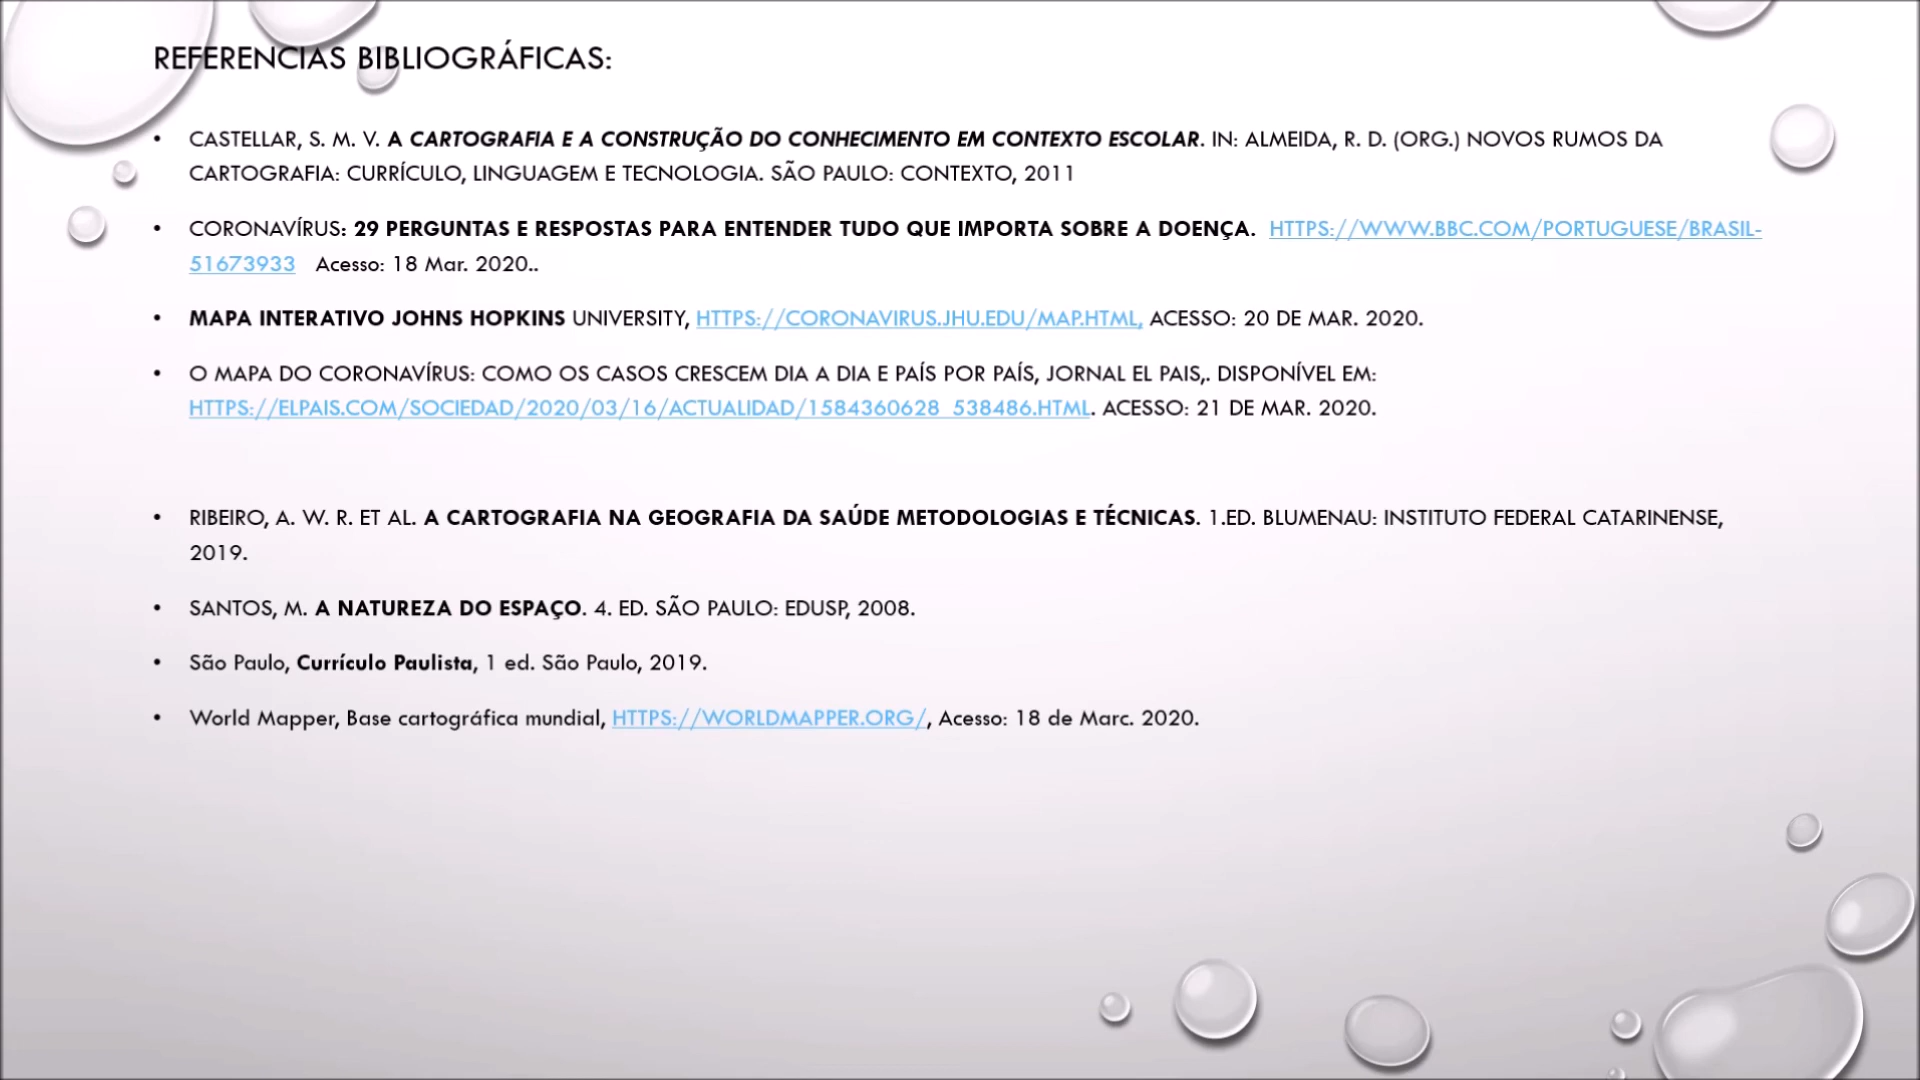 REFERENCIAS BIBLIOGRÁFICAS:
• CASTELLAR, S. M. V. A CARTOGRAFIA E A CONSTRUÇÃO DO CONHECIMENTO EM CONTEXTO ESCOLAR. IN: ALMEIDA, R. D. (ORG.) NOVOS RUMOS DA
CARTOGRAFIA: CURRÍCULO, LINGUAGEM E TECNOLOGIA. SÃO PAULO: CONTEXTO, 2011
• CORONAVÍRUS: 29 PERGUNTAS E RESPOSTAS PARA ENTENDER TUDO QUE IMPORTA SOBRE A DOENÇA. HTTPS://WWW.BBC.COM/PORTUGUESE/BRASIL-
51673933 Acesso: 18 Mar. 2020..
• MAPA INTERATIVO JOHNS HOPKINS UNIVERSITY, HTTPS://CORONAVIRUS.JHU.EDU/MAP.HTML, ACESSO: 20 DE MAR. 2020.
• O MAPA DO CORONAVÍRUS: COMO OS CASOS CRESCEM DIA A DIA E PAÍS POR PAÍS, JORNAL EL PAIS,. DISPONÍVEL EM:
HTTPS://ELPAIS.COM/SOCIEDAD/2020/03/16/ACTUALIDAD/1584360628_538486.HTML. ACESSO: 21 DE MAR. 2020.
• RIBEIRO, A. W. R. ET AL. A CARTOGRAFIA NA GEOGRAFIA DA SAÚDE METODOLOGIAS E TÉCNICAS. 1.ED. BLUMENAU: INSTITUTO FEDERAL CATARINENSE,
2019.
• SANTOS, M. A NATUREZA DO ESPAÇO. 4. ED. SÃO PAULO: EDUSP, 2008.
• São Paulo, Currículo Paulista, 1 ed. São Paulo, 2019.
• World Mapper, Base cartográfica mundial, HTTPS://WORLDMAPPER.ORG/, Acesso: 18 de Marc. 2020.